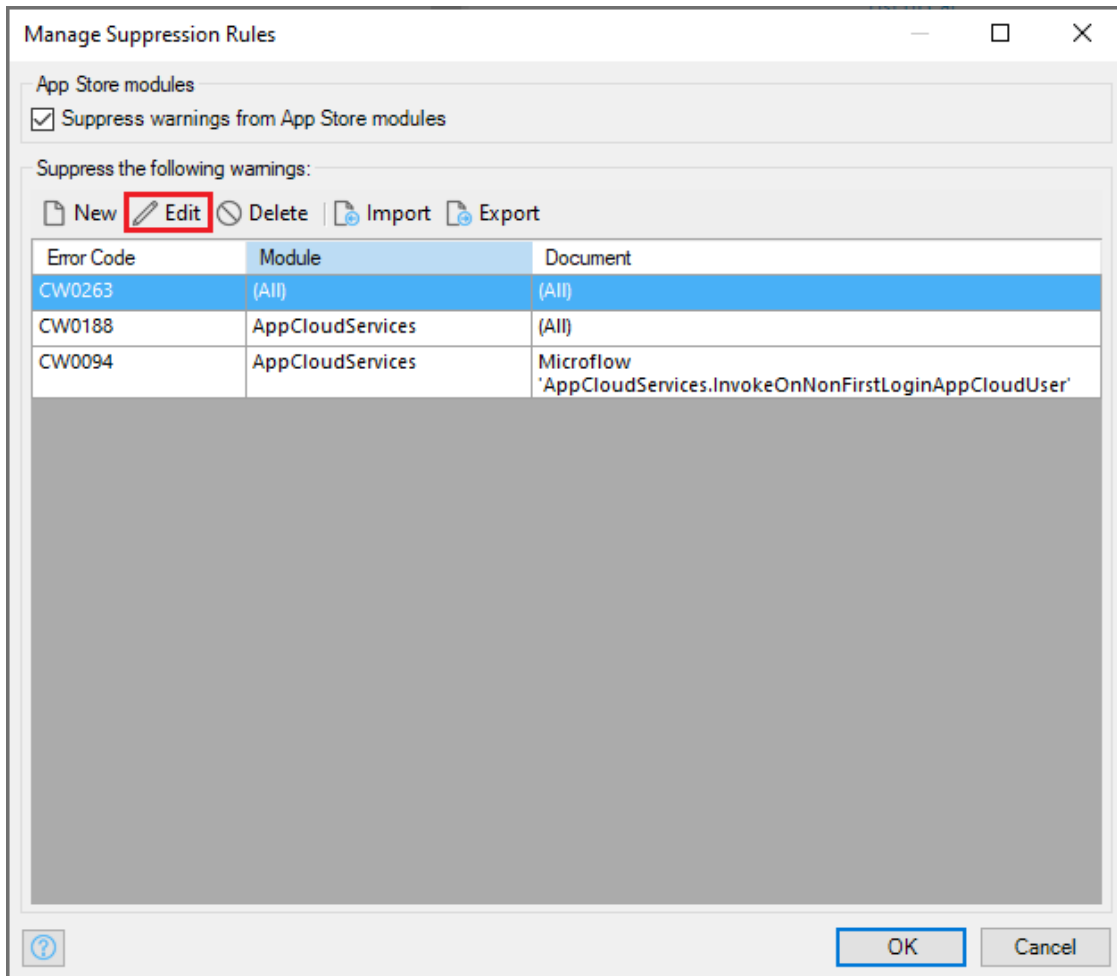 Manage Suppression Rules
App Store modules
Suppress warnings from App Store modules
Suppress the following warnings:
New Edit Delete Import Export
Error Code Module Document
CW0263 (All) (All)
CW0188 AppCloudServices (All)
CW0094 AppCloudServices Microflow
'AppCloudServices.InvokeOnNonFirstLoginAppCloudUser'
?
OK Cancel